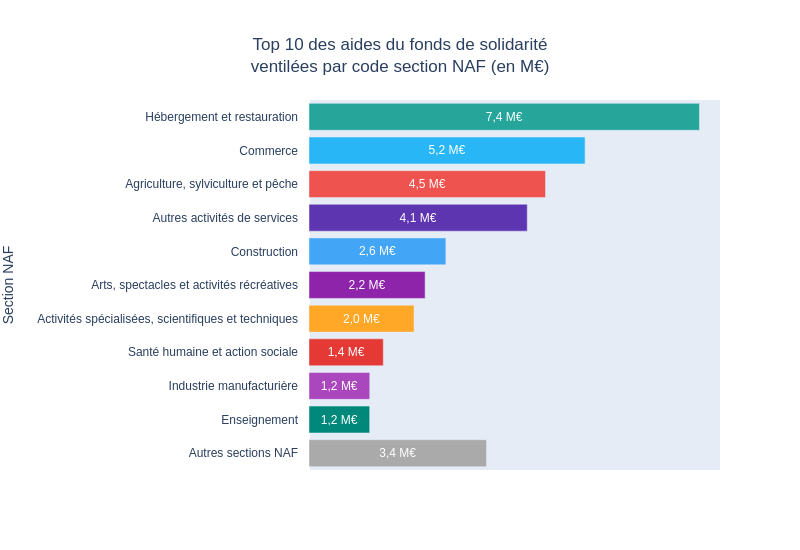 Top 10 des aides du fonds de solidarité
ventilées par code section NAF (en M€)
Section NAF
Hébergement et restauration 7,4 M€
Commerce 5,2 M€
Agriculture, sylviculture et pêche 4,5 M€
Autres activités de services 4,1 M€
Construction 2,6 M€
Arts, spectacles et activités récréatives 2,2 M€
Activités spécialisées, scientifiques et techniques 2,0 M€
Santé humaine et action sociale 1,4 M€
Industrie manufacturière 1,2 M€
Enseignement 1,2 M€
Autres sections NAF 3,4 M€